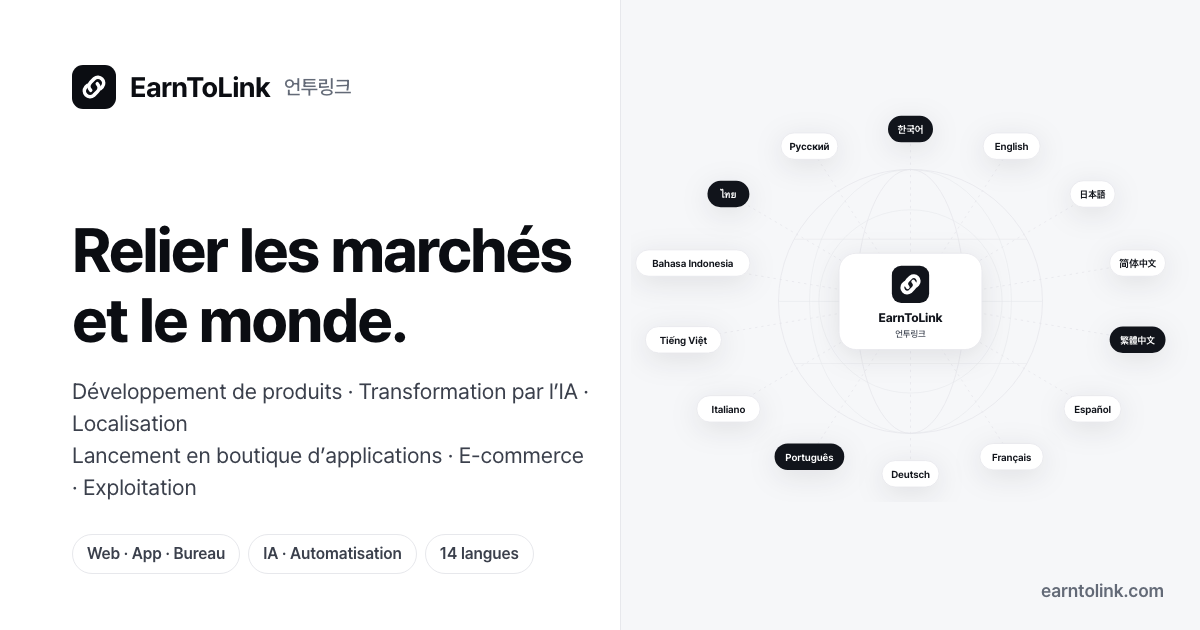 EarnToLink 언투링크
Relier les marchés
et le monde.
Développement de produits · Transformation par l’IA ·
Localisation
Lancement en boutique d’applications · E-commerce
· Exploitation
Web · App · Bureau
IA · Automatisation
14 langues
한국어
Русский
English
ไทย
日本語
Bahasa Indonesia
简体中文
EarnToLink
언투링크
Tiếng Việt
繁體中文
Italiano
Español
Português
Français
Deutsch
earntolink.com